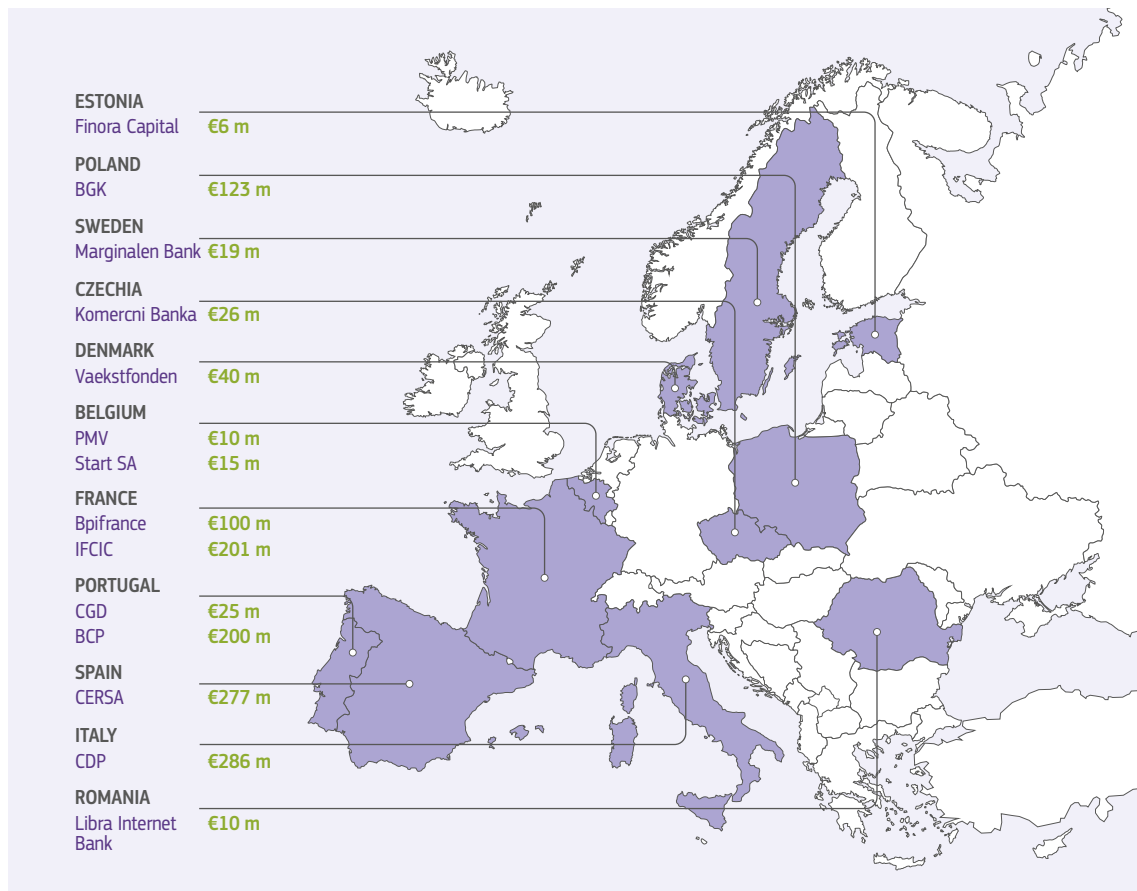 ESTONIA
Finora Capital €6 m
POLAND
BGK €123 m
SWEDEN
Marginalen Bank €19 m
CZECHIA
Komercni Banka €26 m
DENMARK
Vaekstfonden €40 m
BELGIUM
PMV €10 m
Start SA €15 m
FRANCE
Bpifrance €100 m
IFCIC €201 m
PORTUGAL
CGD €25 m
BCP €200 m
SPAIN
CERSA €277 m
ITALY
CDP €286 m
ROMANIA
Libra Internet €10 m
Bank